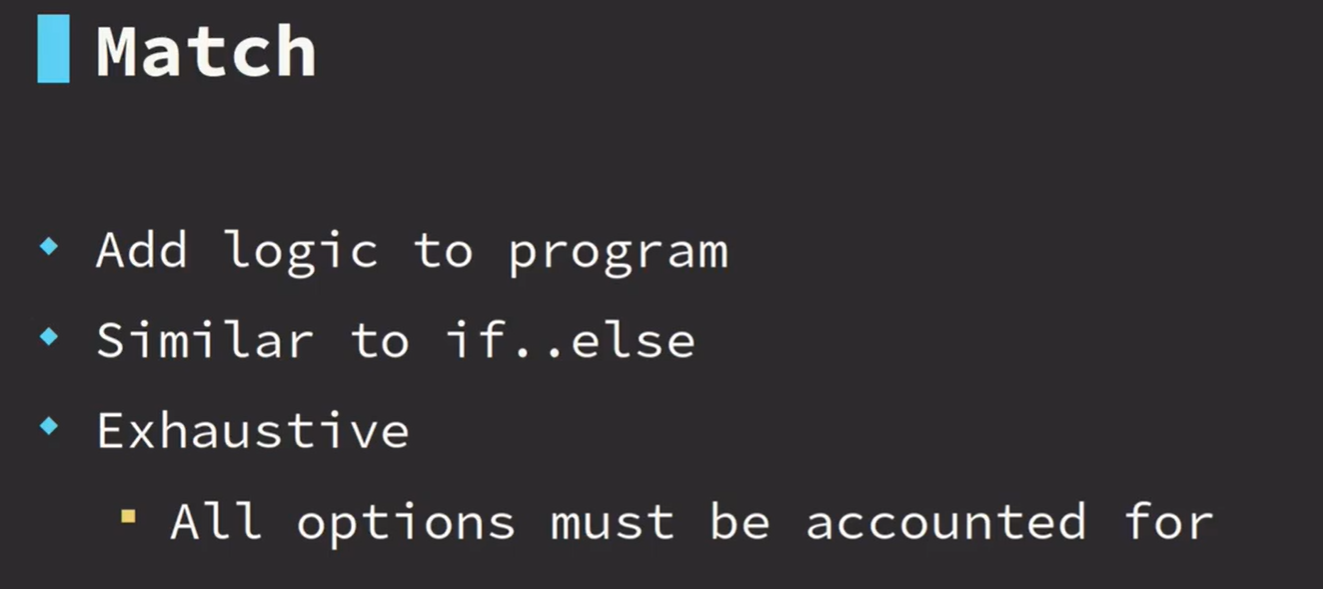 Match
Add logic to program
Similar to if..else
Exhaustive
All options must be accounted for